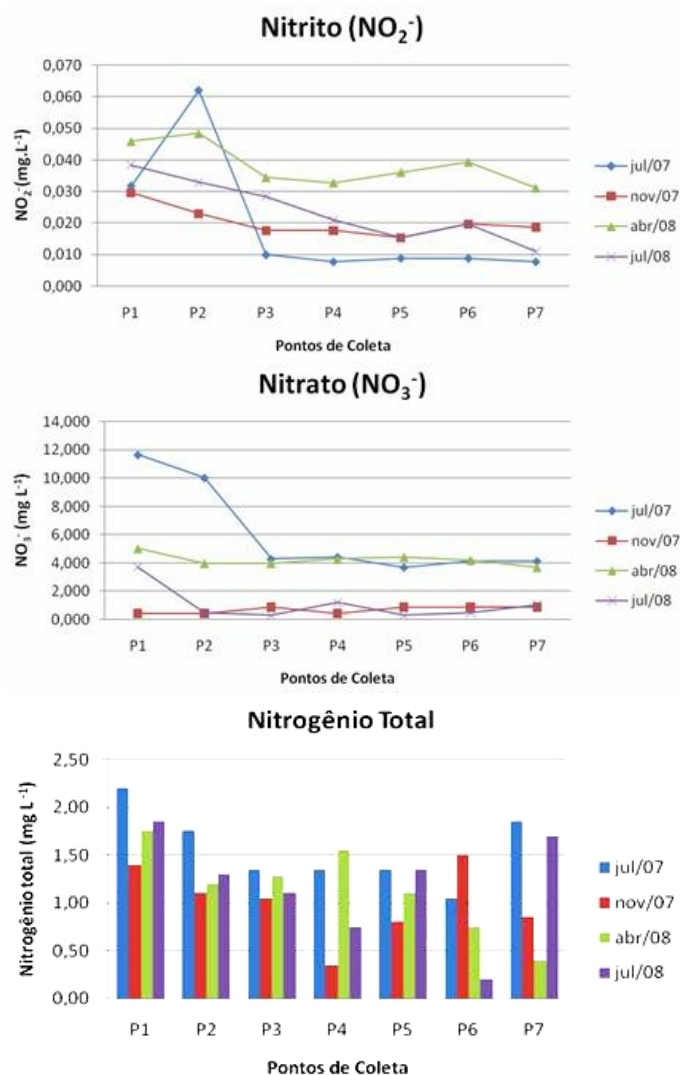 Nitrito (NO₂⁻)
NO₂⁻ (mg.L⁻¹)
0,070
0,060
0,050
0,040
0,030
0,020
0,010
0,000
P1 P2 P3 P4 P5 P6 P7
Pontos de Coleta
jul/07
nov/07
abr/08
jul/08
Nitrato (NO₃⁻)
NO₃⁻ (mg L⁻¹)
14,000
12,000
10,000
8,000
6,000
4,000
2,000
0,000
P1 P2 P3 P4 P5 P6 P7
Pontos de Coleta
jul/07
nov/07
abr/08
jul/08
Nitrogênio Total
Nitrogênio total (mg L⁻¹)
2,50
2,00
1,50
1,00
0,50
0,00
P1 P2 P3 P4 P5 P6 P7
Pontos de Coleta
jul/07
nov/07
abr/08
jul/08